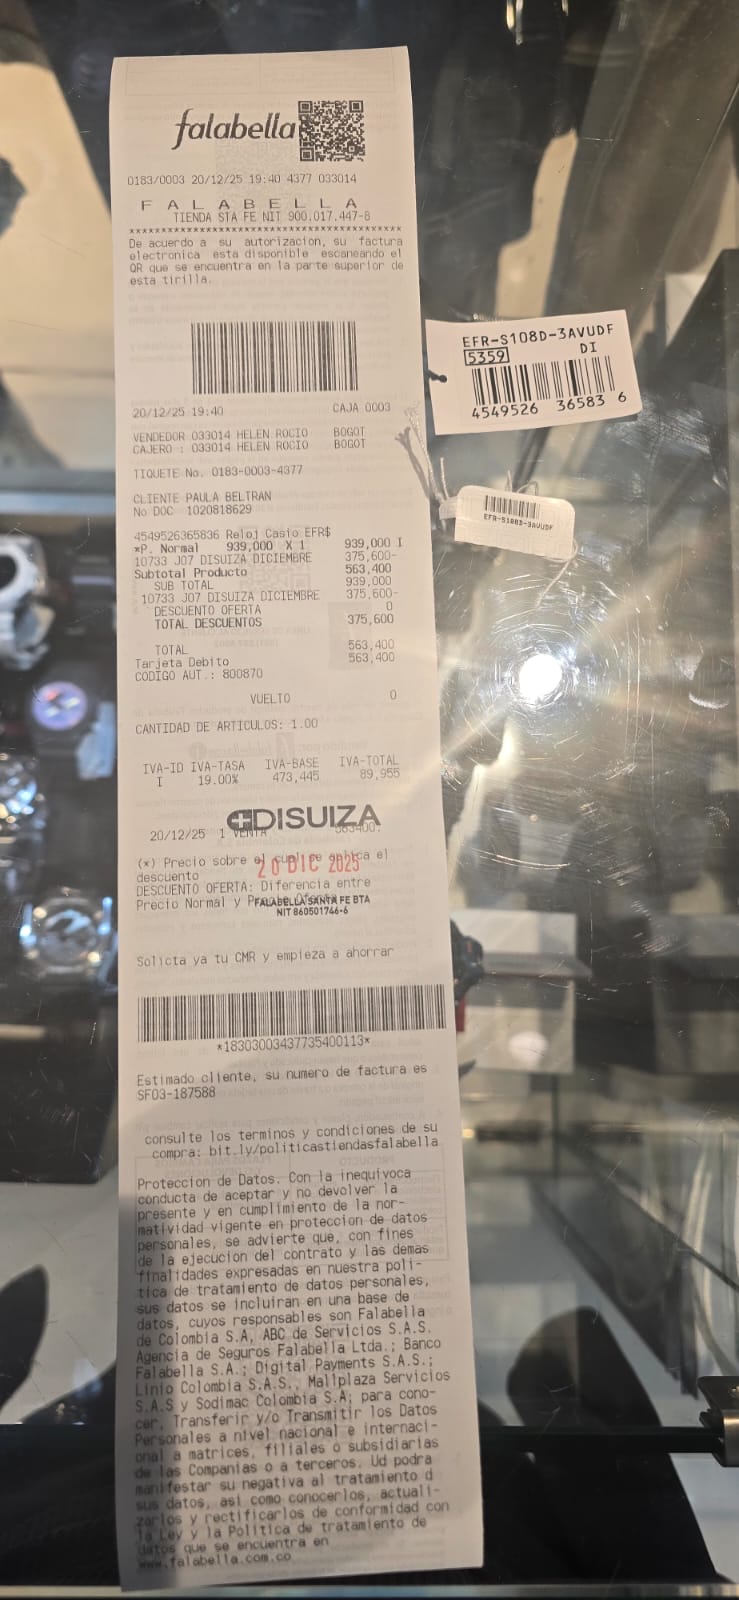 falabella
0183/0003 20/12/25 19:40 4377 033014
F A L A B E L L A
TIENDA STA FE NIT 900.017.447-8
******************************************
De acuerdo a su autorizacion, su factura
electronica esta disponible escaneando el
QR que se encuentra en la parte superior de
esta tirilla.
20/12/25 19:40 CAJA 0003
VENDEDOR 033014 HELEN ROCIO BOGOT
CAJERO : 033014 HELEN ROCIO BOGOT
TIQUETE No. 0183-0003-4377
CLIENTE PAULA BELTRAN
No DOC 1020818629
4549526365836 Reloj Casio EFR$
*P. Normal 939,000 X 1 939,000 I
10733 J07 DISUIZA DICIEMBRE 375,600-
Subtotal Producto 563,400
SUB TOTAL 939,000
10733 J07 DISUIZA DICIEMBRE 375,600-
DESCUENTO OFERTA 0
TOTAL DESCUENTOS 375,600
TOTAL 563,400
Tarjeta Debito 563,400
CODIGO AUT.: 800870
VUELTO 0
CANTIDAD DE ARTICULOS: 1.00
IVA-ID IVA-TASA IVA-BASE IVA-TOTAL
I 19.00% 473,445 89,955
DISUIZA
20/12/25 1 VENTA 563400.
(*) Precio sobre el cual se aplica el
descuento
20 DIC 2025
DESCUENTO OFERTA: Diferencia entre
Precio Normal y
FALABELLA SANTA FE BTA
NIT 860501746-6
Solicta ya tu CMR y empieza a ahorrar
*18303003437735400113*
Estimado cliente, su numero de factura es
SF03-187588
consulte los terminos y condiciones de su
compra: bit.ly/politicastiendasfalabella
Proteccion de Datos. Con la inequivoca
conducta de aceptar y no devolver la
presente y en cumplimiento de la nor-
matividad vigente en proteccion de datos
personales, se advierte que, con fines
de la ejecucion del contrato y las demas
finalidades expresadas en nuestra poli-
tica de tratamiento de datos personales,
sus datos se incluiran en una base de
datos, cuyos responsables son Falabella
de Colombia S.A, ABC de Servicios S.A.S.
Agencia de Seguros Falabella Ltda.; Banco
Falabella S.A.; Digital Payments S.A.S.;
Linio Colombia S.A.S., Mallplaza Servicios
S.A.S y Sodimac Colombia S.A; para cono-
cer, Transferir y/o Transmitir los Datos
Personales a nivel nacional e internaci-
onal a matrices, filiales o subsidiarias
de las Companias o a terceros. Ud podra
manifestar su negativa al tratamiento d
sus datos, asi como conocerlos, actuali-
zarlos y rectificarlos de conformidad con
la Ley y la Politica de tratamiento de
datos que se encuentra en
www.falabella.com.co
EFR-S108D-3AVUDF
5359 DI
4549526 36583 6
EFR-S108D-3AVUDF